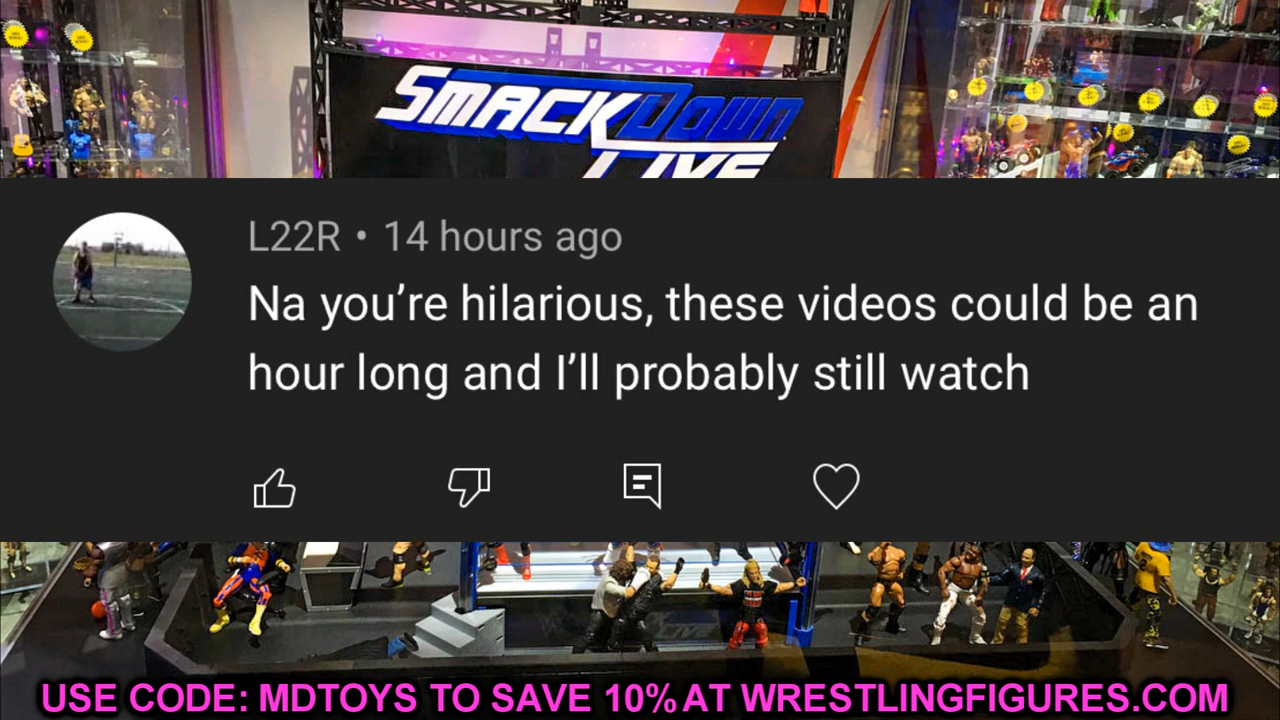 SMACKDOWN
LIVE
L22R • 14 hours ago
Na you’re hilarious, these videos could be an
hour long and I’ll probably still watch
USE CODE: MDTOYS TO SAVE 10% AT WRESTLINGFIGURES.COM